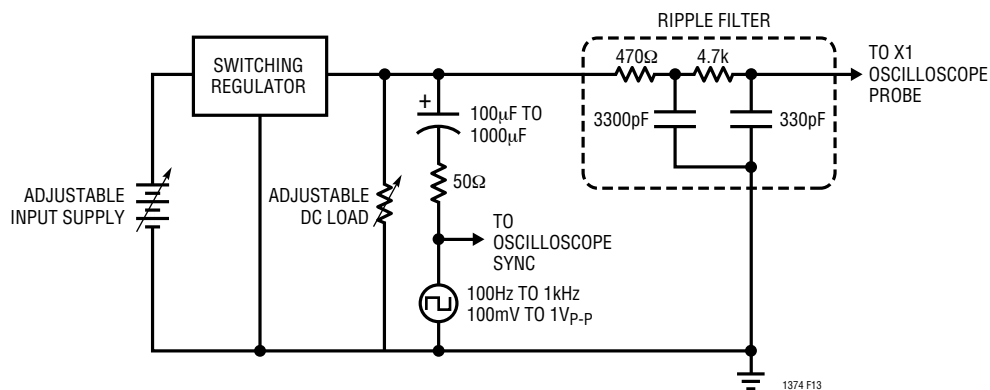 RIPPLE FILTER
470Ω
4.7k
TO X1
OSCILLOSCOPE
PROBE
SWITCHING
REGULATOR
+
100µF TO
1000µF
3300pF
330pF
50Ω
ADJUSTABLE
INPUT SUPPLY
ADJUSTABLE
DC LOAD
TO
OSCILLOSCOPE
SYNC
100Hz TO 1kHz
100mV TO 1VP-P
1374 F13